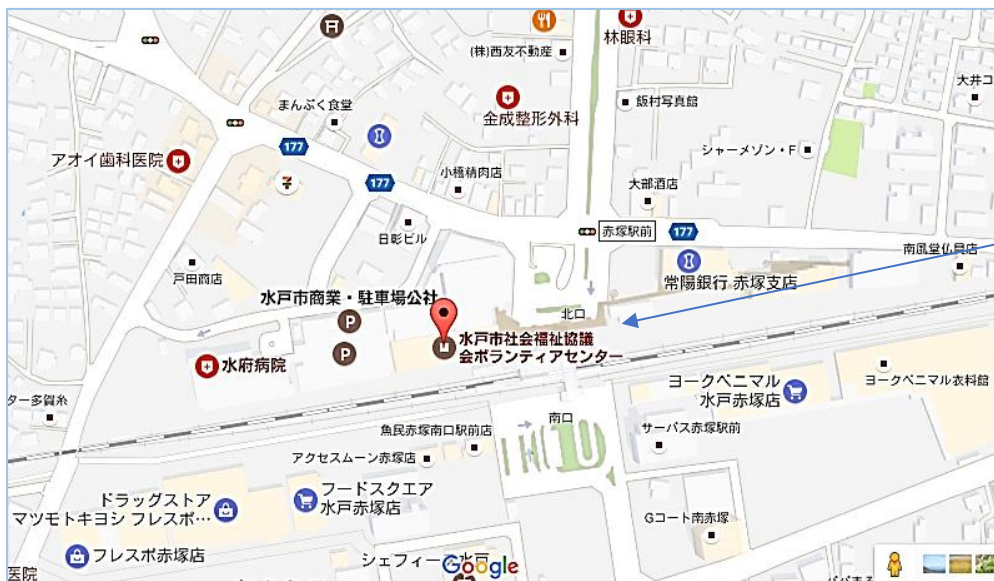 林眼科
(株)西友不動産
大井コ
飯村写真館
まんぷく食堂
金成整形外科
177
アオイ歯科医院
シャーメゾン・F
177
小橋精肉店
大部酒店
日影ビル
赤塚駅前
177
南風堂仏具店
戸田商店
常陽銀行 赤塚支店
水戸市商業・駐車場公社
北口
P
P
水戸市社会福祉協議
会ボランティアセンター
水府病院
ヨークベニマル
水戸赤塚店
ヨークベニマル衣料館
ター多賀糸
南口
魚民赤塚南口駅前店
サーパス赤塚駅前
アクセスムーン赤塚店
ドラッグストア
マツモトキヨシ フレスポ…
フードスクエア
水戸赤塚店
Gコート南赤塚
フレスポ赤塚店
シェフィー
水戸
Google
医院